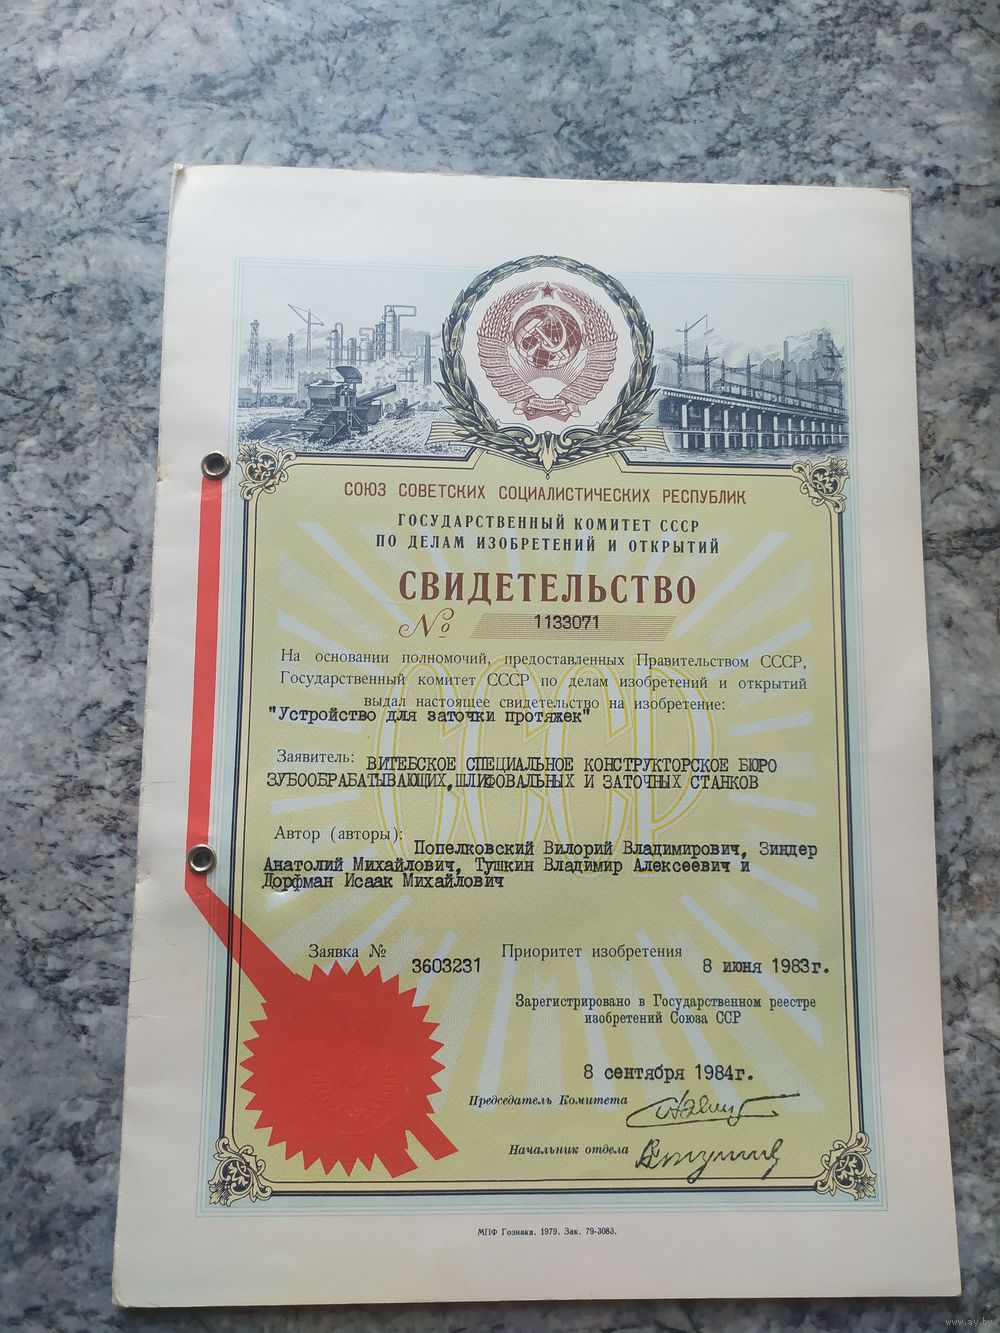 СОЮЗ СОВЕТСКИХ СОЦИАЛИСТИЧЕСКИХ РЕСПУБЛИК
ГОСУДАРСТВЕННЫЙ КОМИТЕТ СССР
ПО ДЕЛАМ ИЗОБРЕТЕНИЙ И ОТКРЫТИЙ
СВИДЕТЕЛЬСТВО
№ 1133071
На основании полномочий, предоставленных Правительством СССР,
Государственный комитет СССР по делам изобретений и открытий
выдал настоящее свидетельство на изобретение:
"Устройство для заточки протяжек"
Заявитель: ВИТЕБСКОЕ СПЕЦИАЛЬНОЕ КОНСТРУКТОРСКОЕ БЮРО
ЗУБООБРАБАТЫВАЮЩИХ,ШЛИФОВАЛЬНЫХ И ЗАТОЧНЫХ СТАНКОВ
СССР
Автор (авторы):
Попелковский Вилорий Владимирович, Зиндер
Анатолий Михайлович, Тушкин Владимир Алексеевич и
Дорфман Исаак Михайлович
Заявка № 3603231 Приоритет изобретения 8 июня 1983г.
Зарегистрировано в Государственном реестре
изобретений Союза ССР
8 сентября 1984г.
Председатель Комитета
Начальник отдела
МПФ Гознака. 1979. Зак. 79-3083.
www.ay.by